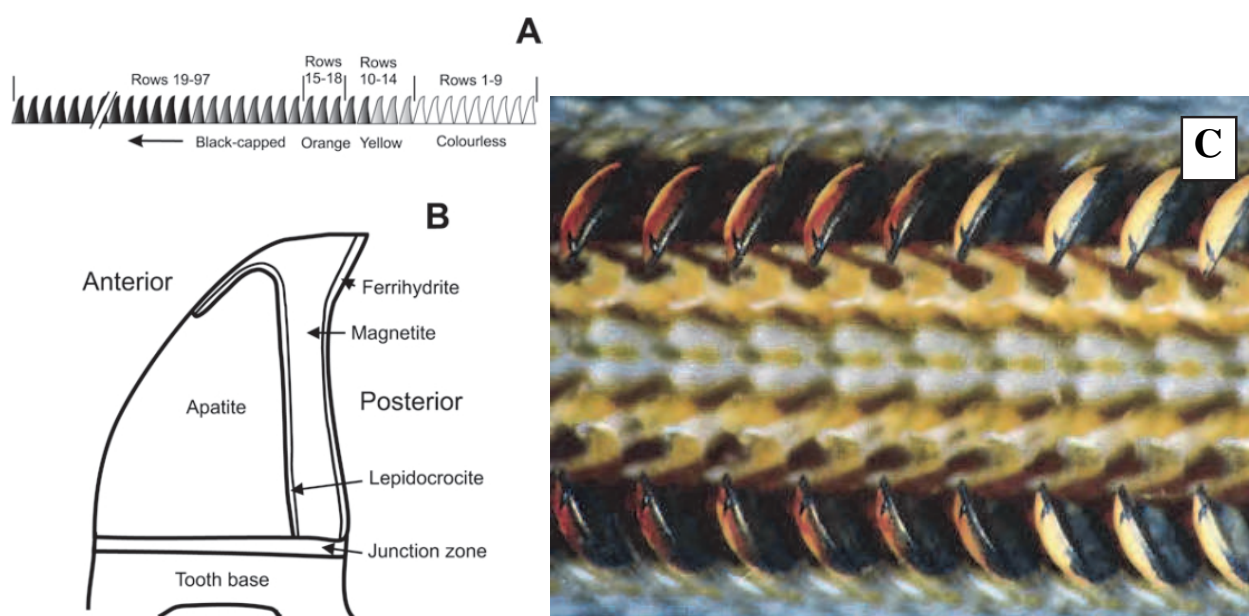 A
Rows 19-97
Rows
15-18
Rows
10-14
Rows 1-9
Black-capped
Orange
Yellow
Colourless
B
Anterior
Ferrihydrite
Magnetite
Apatite
Posterior
Lepidocrocite
Junction zone
Tooth base
C